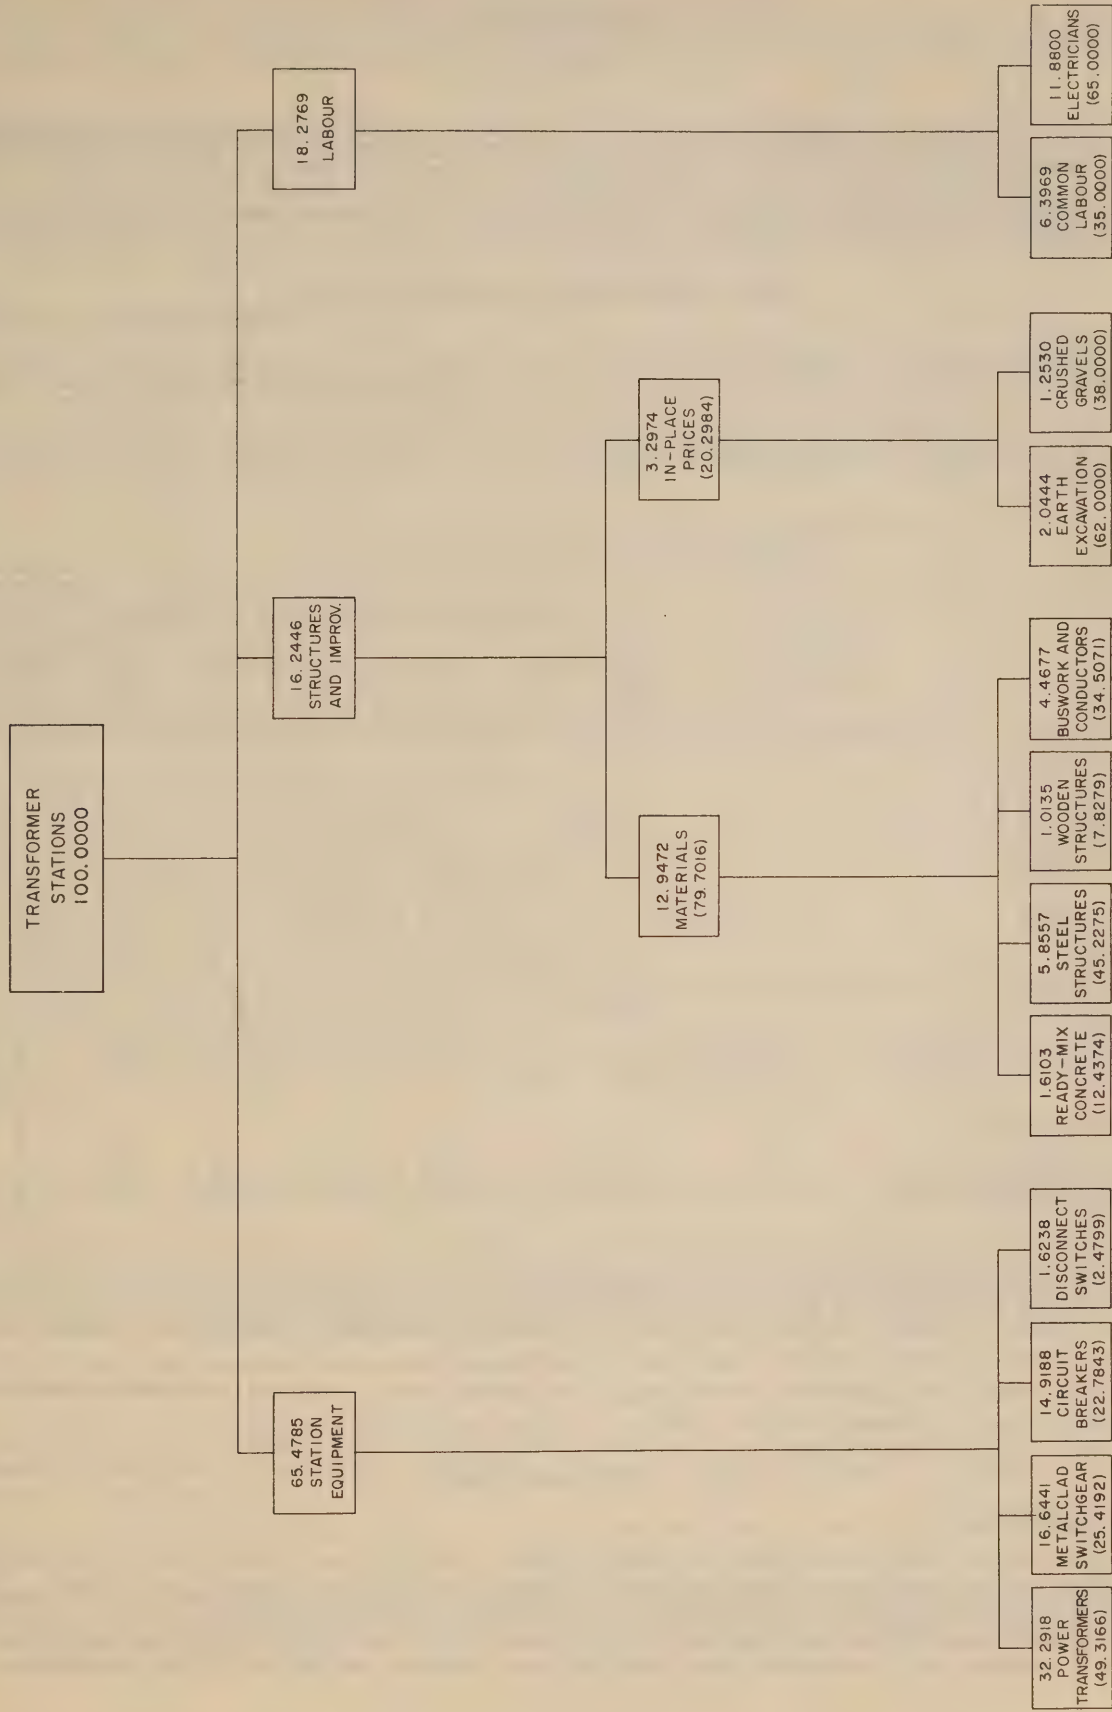 TRANSFORMER
STATIONS
100.0000
65.4785
STATION
EQUIPMENT
16.2446
STRUCTURES
AND IMPROV.
18.2769
LABOUR
12.9472
MATERIALS
(79.7016)
3.2974
IN-PLACE
PRICES
(20.2984)
32.2918
POWER
TRANSFORMERS
(49.3166)
16.6441
METALCLAD
SWITCHGEAR
(25.4192)
14.9188
CIRCUIT
BREAKERS
(22.7843)
1.6238
DISCONNECT
SWITCHES
(2.4799)
1.6103
READY-MIX
CONCRETE
(12.4374)
5.8557
STEEL
STRUCTURES
(45.2275)
1.0135
WOODEN
STRUCTURES
(7.8279)
4.4677
BUSWORK AND
CONDUCTORS
(34.5071)
2.0444
EARTH
EXCAVATION
(62.0000)
1.2530
CRUSHED
GRAVELS
(38.0000)
6.3969
COMMON
LABOUR
(35.0000)
11.8800
ELECTRICIANS
(65.0000)